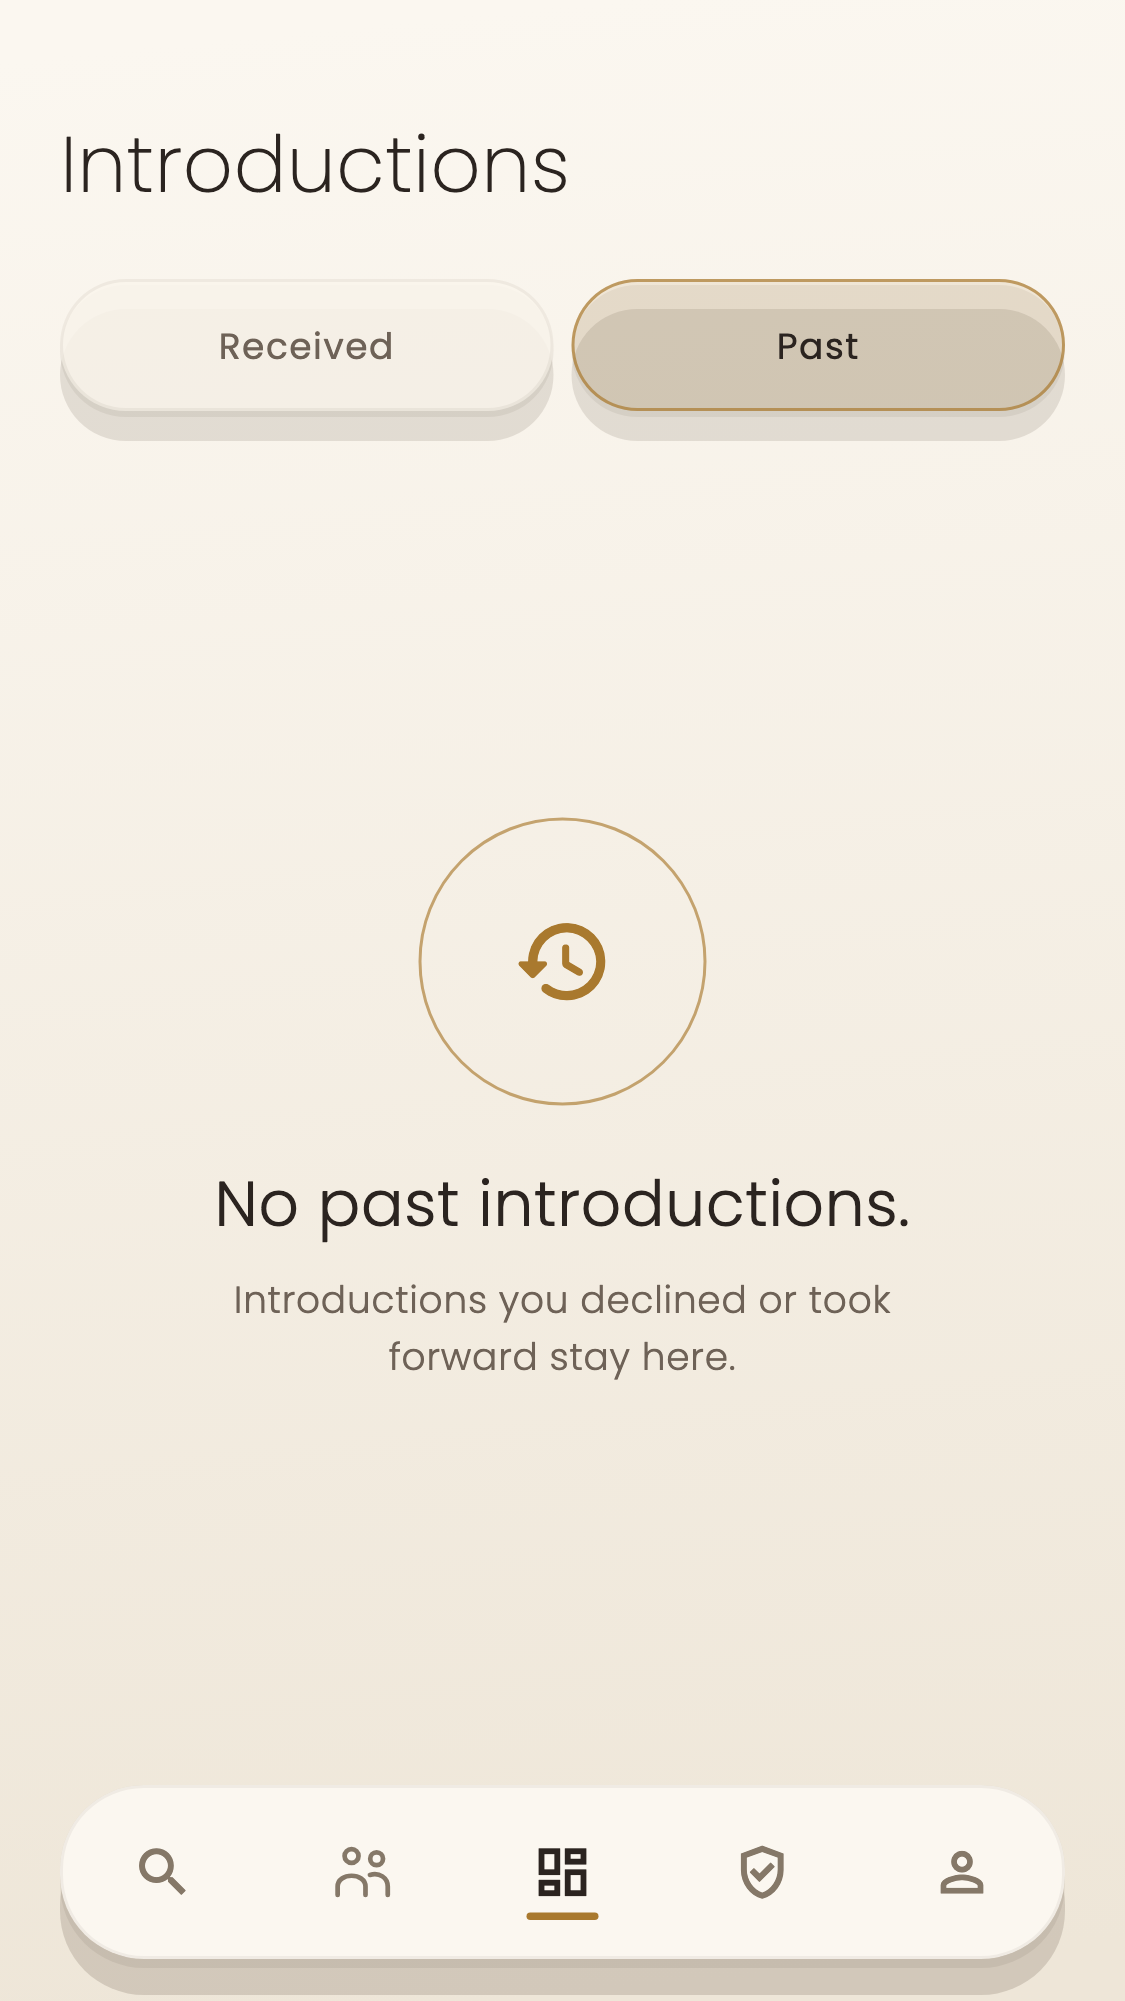 Introductions
Received
Past
No past introductions.
Introductions you declined or took
forward stay here.